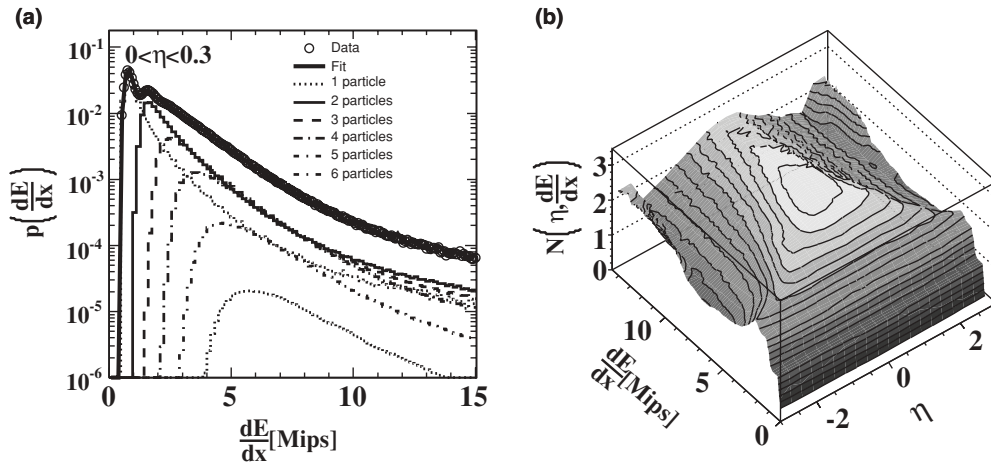 (a)
0<η<0.3
Data
Fit
1 particle
2 particles
3 particles
4 particles
5 particles
6 particles
p(dE/dx)
10⁻¹
10⁻²
10⁻³
10⁻⁴
10⁻⁵
10⁻⁶
0 5 10 15
dE/dx[Mips]
(b)
N(η,dE/dx)
3
2
1
0
10
5
0
dE/dx[Mips]
-2
0
2
η